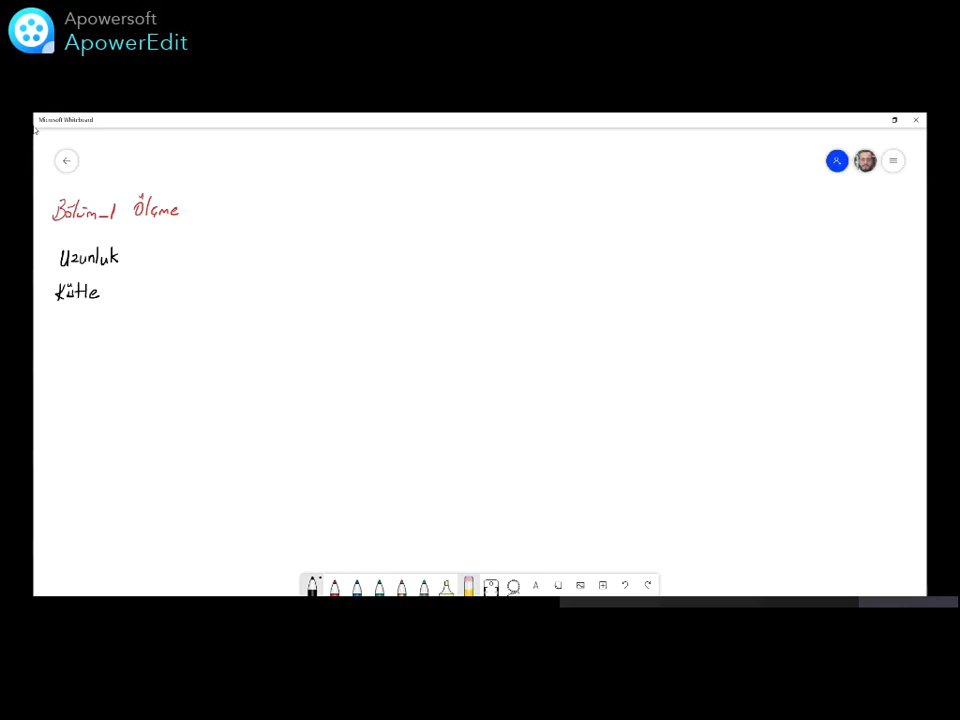 Apowersoft
ApowerEdit
Microsoft Whiteboard
Bölüm_1 Ölçme
Uzunluk
Kütle
A